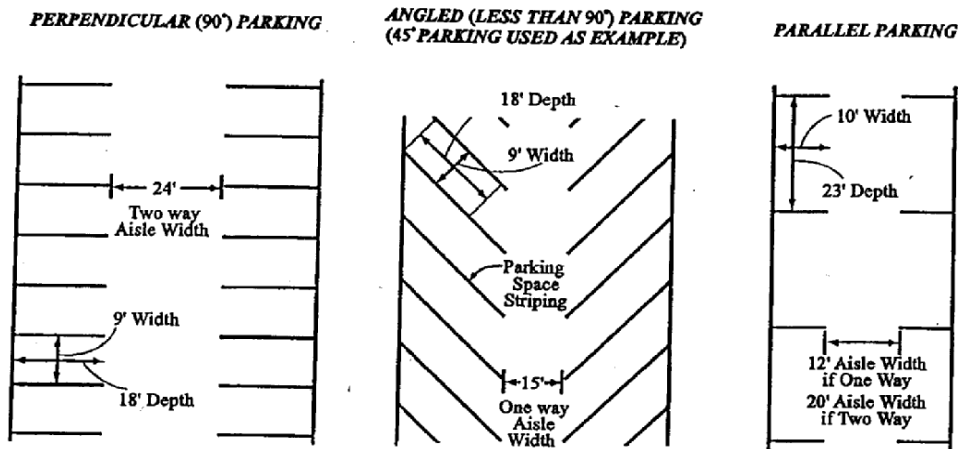 PERPENDICULAR (90°) PARKING
24'
Two way
Aisle Width
9' Width
18' Depth
ANGLED (LESS THAN 90°) PARKING
(45° PARKING USED AS EXAMPLE)
18' Depth
9' Width
Parking
Space
Striping
15'
One way
Aisle
Width
PARALLEL PARKING
10' Width
23' Depth
12' Aisle Width
if One Way
20' Aisle Width
if Two Way